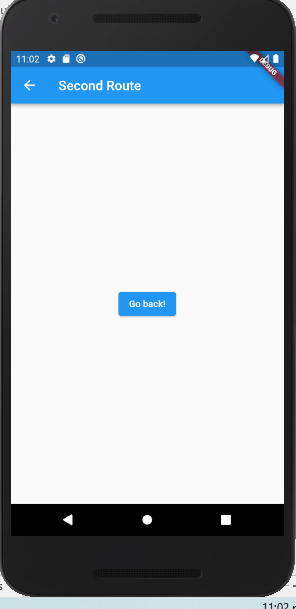 11:02
DEBUG
Second Route
Go back!
11:02